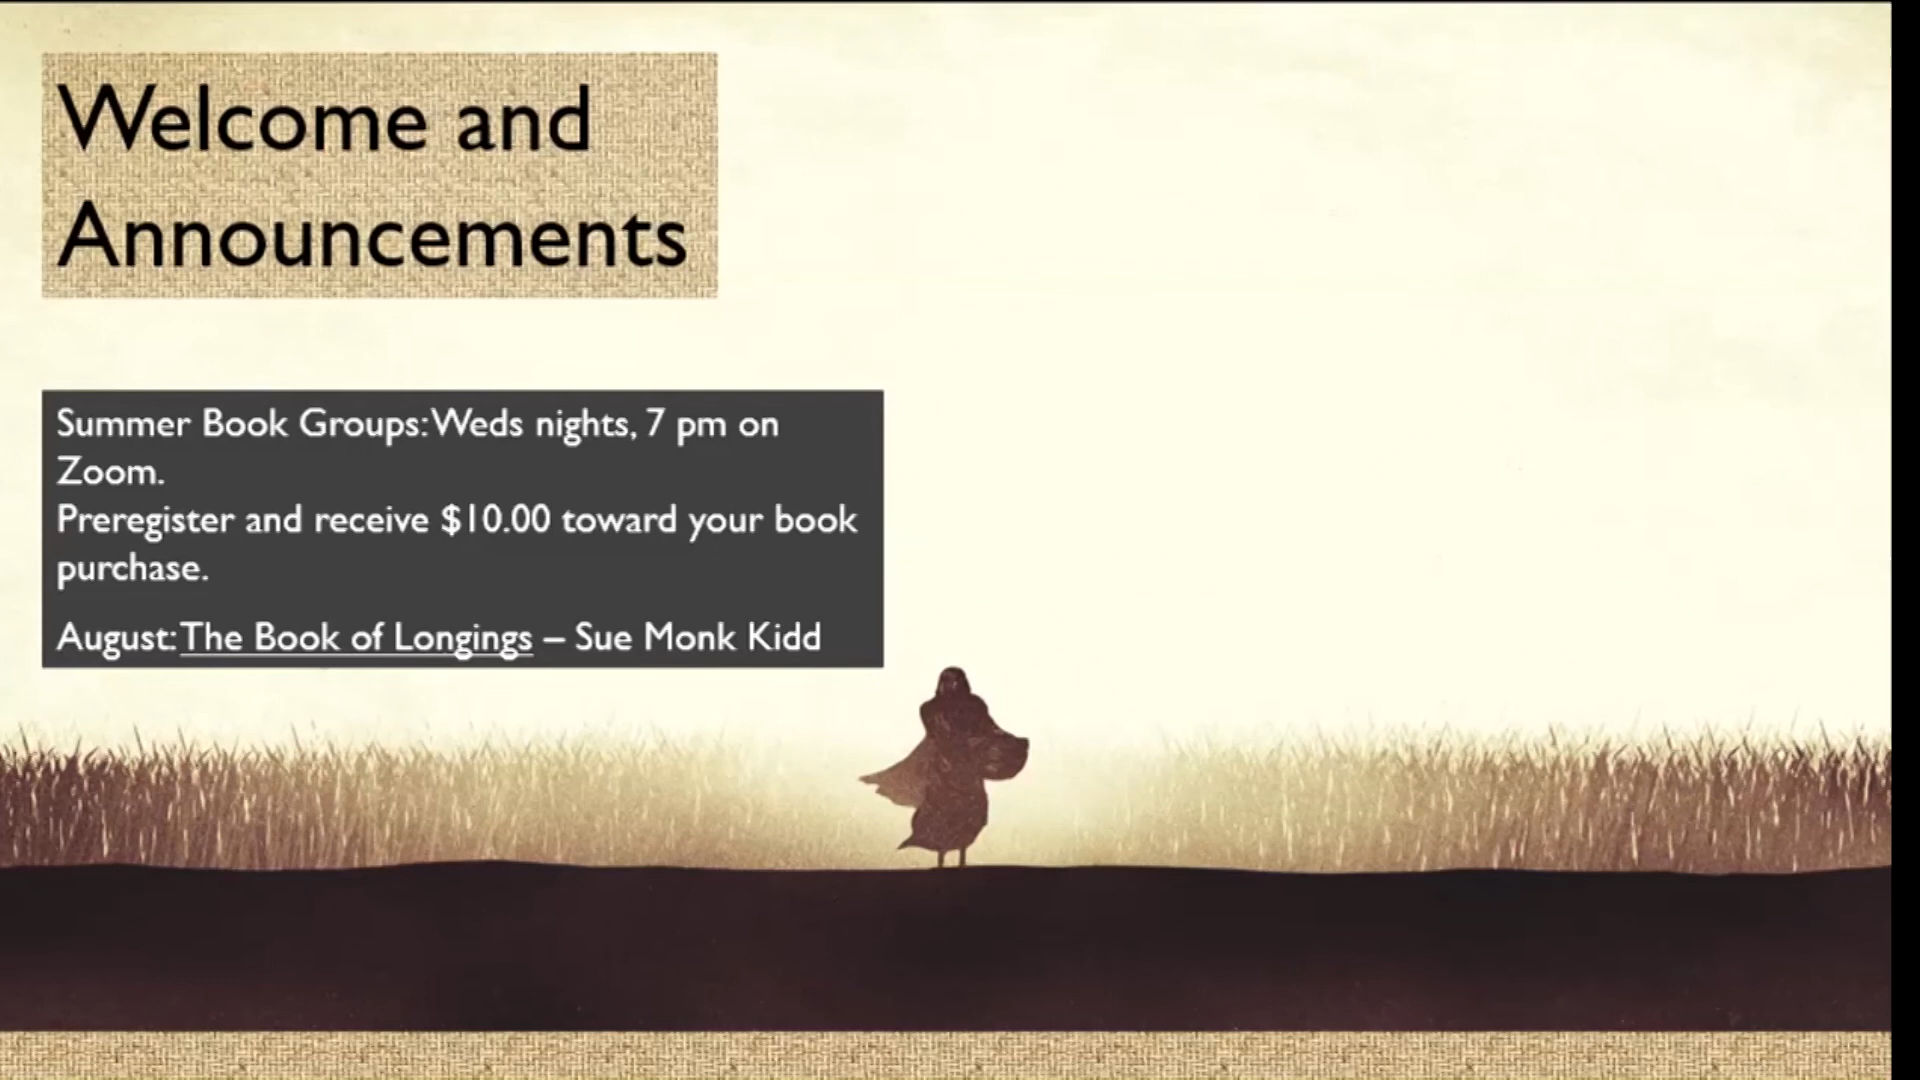 Welcome and
Announcements
Summer Book Groups: Weds nights, 7 pm on
Zoom.
Preregister and receive $10.00 toward your book
purchase.
August: The Book of Longings – Sue Monk Kidd